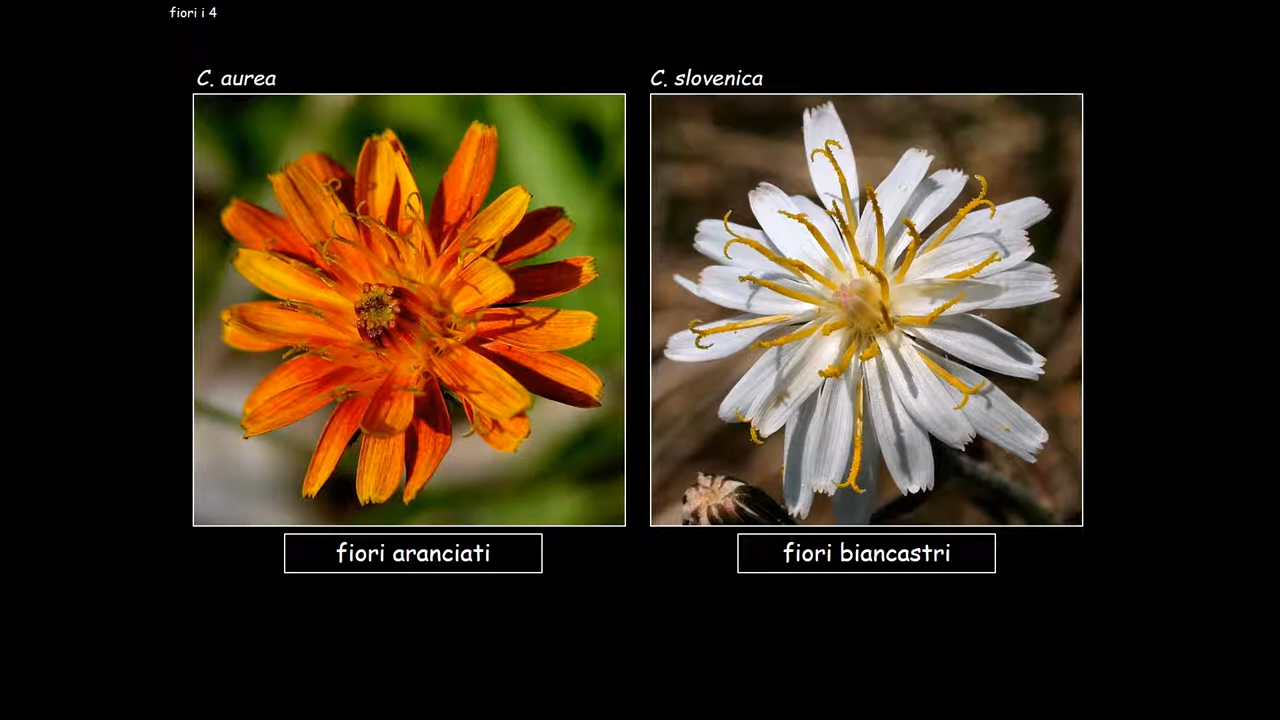 fiori i 4
C. aurea
C. slovenica
fiori aranciati
fiori biancastri